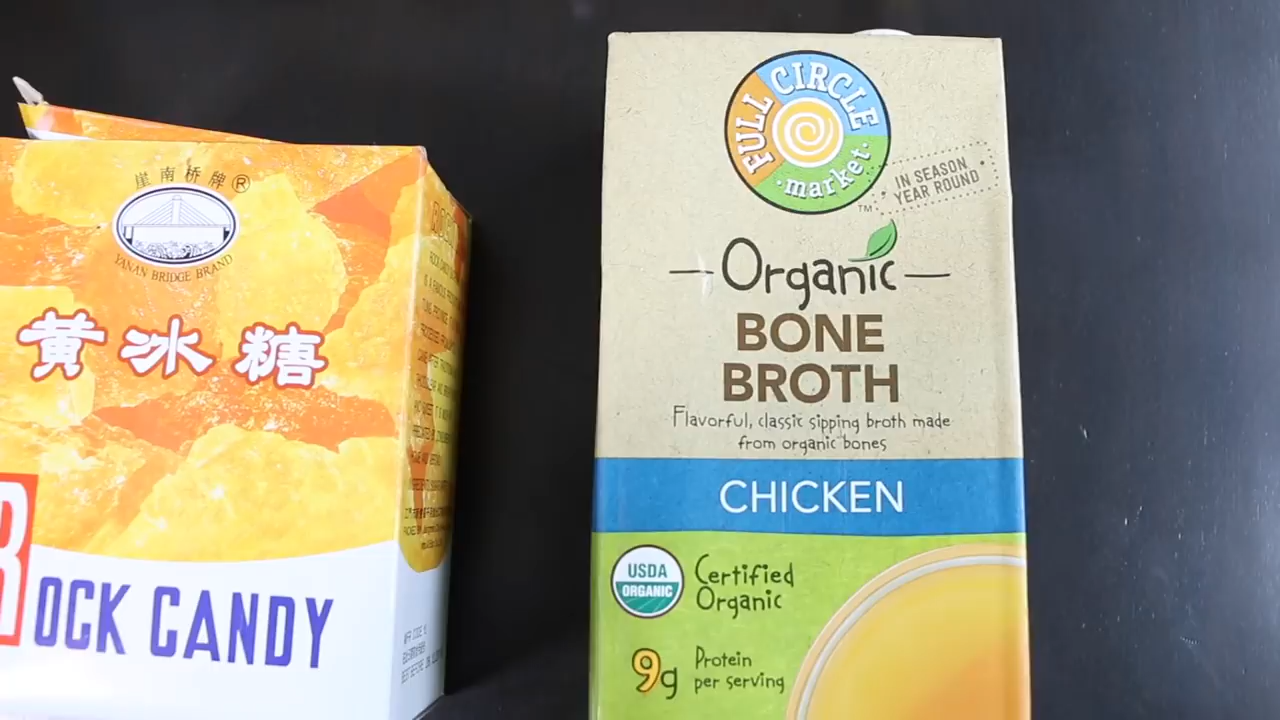 崖南桥牌®
YANAN BRIDGE BRAND
黄冰糖
ROCK CANDY
FULL CIRCLE
market
TM
IN SEASON
YEAR ROUND
Organic
BONE
BROTH
Flavorful, classic sipping broth made
from organic bones
CHICKEN
USDA
ORGANIC
Certified
Organic
9g
Protein
per serving